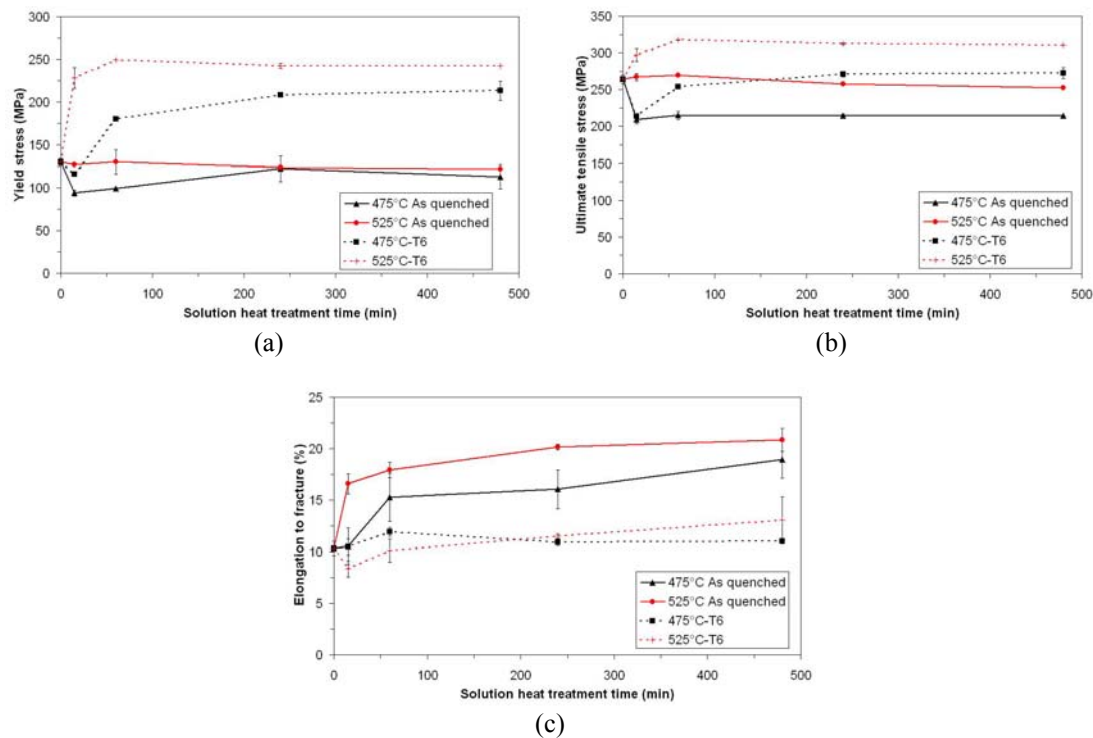 300
250
200
150
100
50
0
Yield stress (MPa)
475°C As quenched
525°C As quenched
475°C-T6
525°C-T6
0 100 200 300 400 500
Solution heat treatment time (min)
(a)
350
300
250
200
150
100
50
0
Ultimate tensile stress (MPa)
475°C As quenched
525°C As quenched
475°C-T6
525°C-T6
0 100 200 300 400 500
Solution heat treatment time (min)
(b)
25
20
15
10
5
0
Elongation to fracture (%)
475°C As quenched
525°C As quenched
475°C-T6
525°C-T6
0 100 200 300 400 500
Solution heat treatment time (min)
(c)